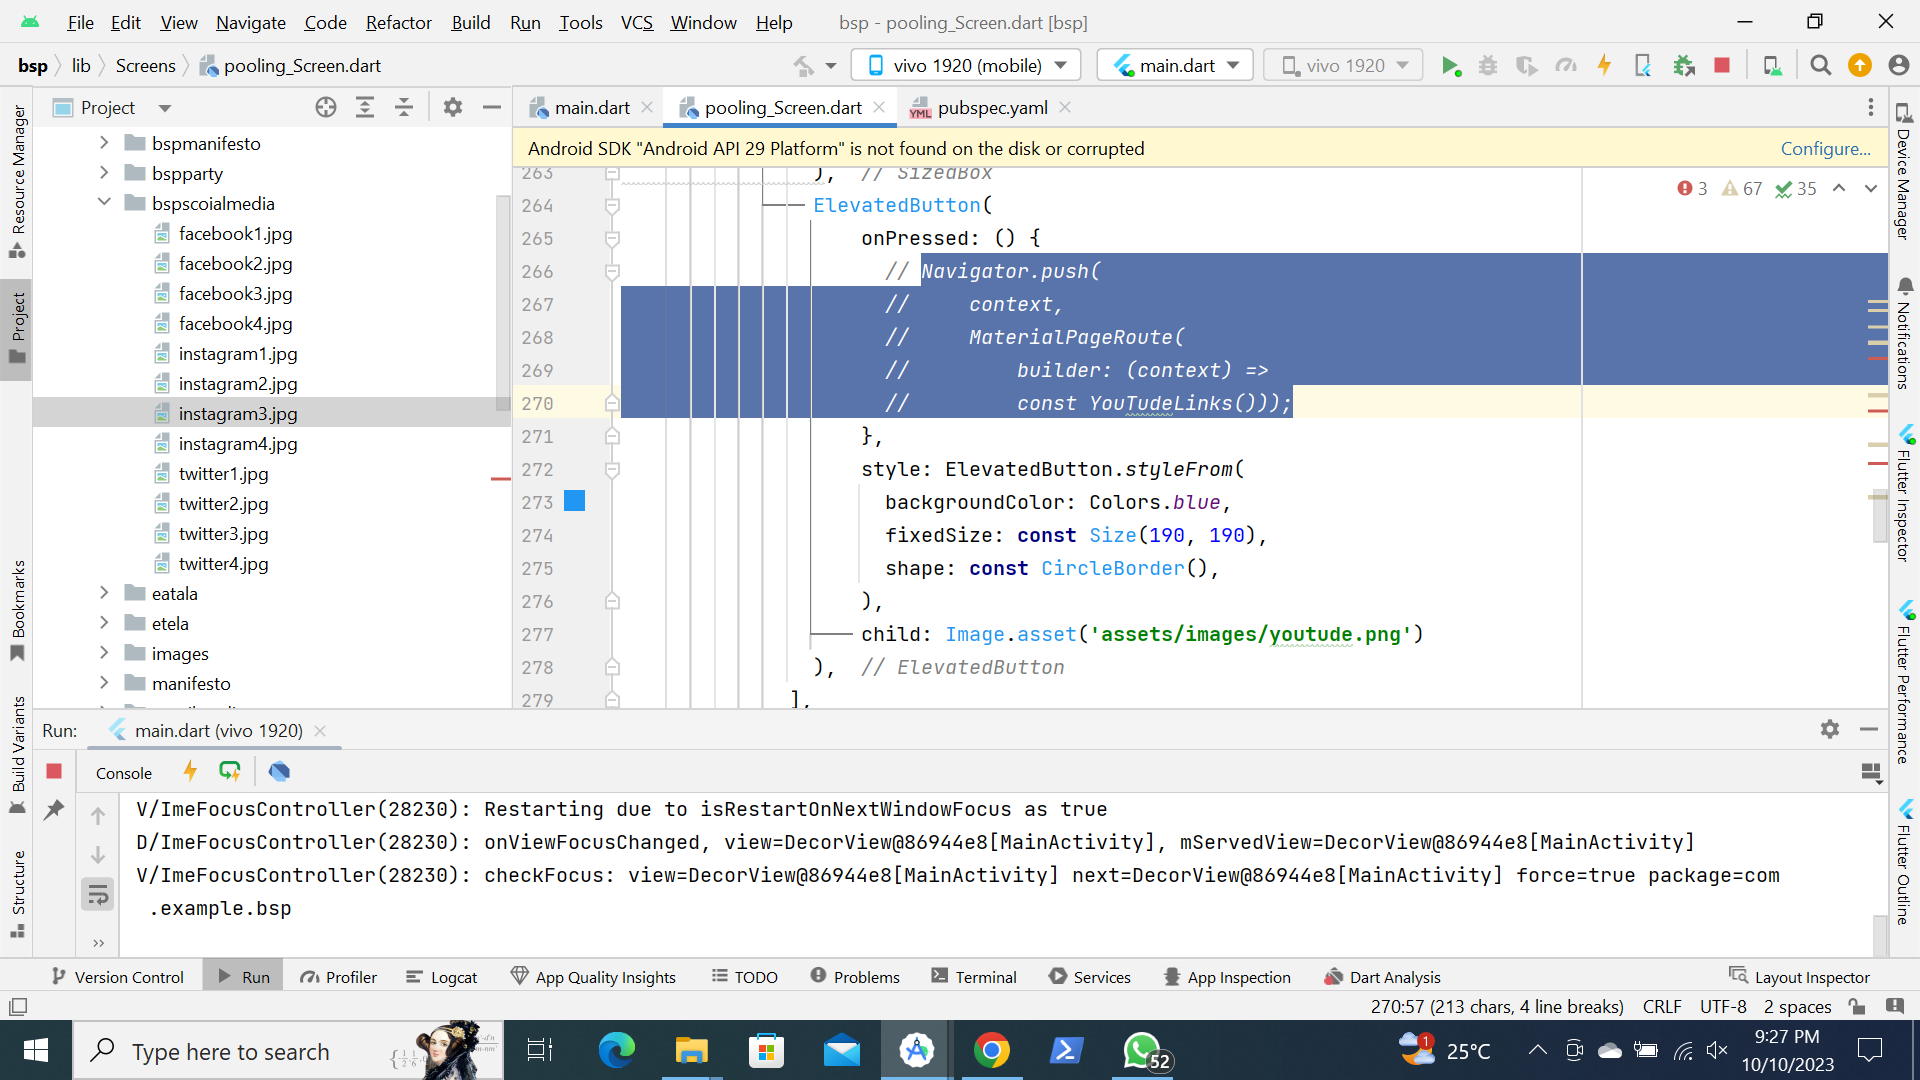 File Edit View Navigate Code Refactor Build Run Tools VCS Window Help bsp - pooling_Screen.dart [bsp]
bsp lib Screens pooling_Screen.dart vivo 1920 (mobile) main.dart vivo 1920
Project main.dart pooling_Screen.dart pubspec.yaml
Android SDK "Android API 29 Platform" is not found on the disk or corrupted Configure...
Resource Manager
Project
Bookmarks
Build Variants
Structure
bspmanifesto
bspparty
bspscoialmedia
facebook1.jpg
facebook2.jpg
facebook3.jpg
facebook4.jpg
instagram1.jpg
instagram2.jpg
instagram3.jpg
instagram4.jpg
twitter1.jpg
twitter2.jpg
twitter3.jpg
twitter4.jpg
eatala
etela
images
manifesto
3 67 35
263 ), // SizedBox
264 ElevatedButton(
265 onPressed: () {
266 // Navigator.push(
267 // context,
268 // MaterialPageRoute(
269 // builder: (context) =>
270 // const YouTudeLinks()));
271 },
272 style: ElevatedButton.styleFrom(
273 backgroundColor: Colors.blue,
274 fixedSize: const Size(190, 190),
275 shape: const CircleBorder(),
276 ),
277 child: Image.asset('assets/images/youtude.png')
278 ), // ElevatedButton
279 ],
Device Manager
Notifications
Flutter Inspector
Flutter Performance
Flutter Outline
Run: main.dart (vivo 1920)
Console
V/ImeFocusController(28230): Restarting due to isRestartOnNextWindowFocus as true
D/ImeFocusController(28230): onViewFocusChanged, view=DecorView@86944e8[MainActivity], mServedView=DecorView@86944e8[MainActivity]
V/ImeFocusController(28230): checkFocus: view=DecorView@86944e8[MainActivity] next=DecorView@86944e8[MainActivity] force=true package=com
.example.bsp
Version Control Run Profiler Logcat App Quality Insights TODO Problems Terminal Services App Inspection Dart Analysis Layout Inspector
270:57 (213 chars, 4 line breaks) CRLF UTF-8 2 spaces
Type here to search 52 1 25°C 9:27 PM
10/10/2023